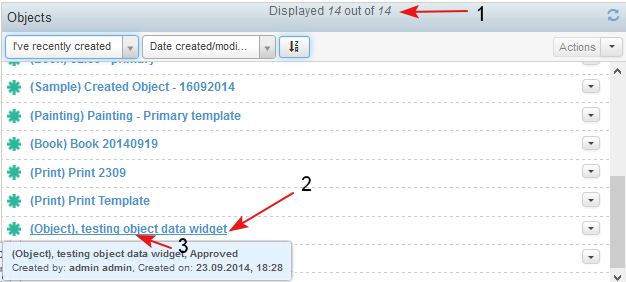 Objects
Displayed 14 out of 14
1
I've recently created
Date created/modi...
Actions
(Sample) Created Object - 16092014
(Painting) Painting - Primary template
(Book) Book 20140919
(Print) Print 2309
(Print) Print Template
2
(Object), testing object data widget
3
(Object), testing object data widget, Approved
Created by: admin admin, Created on: 23.09.2014, 18:28